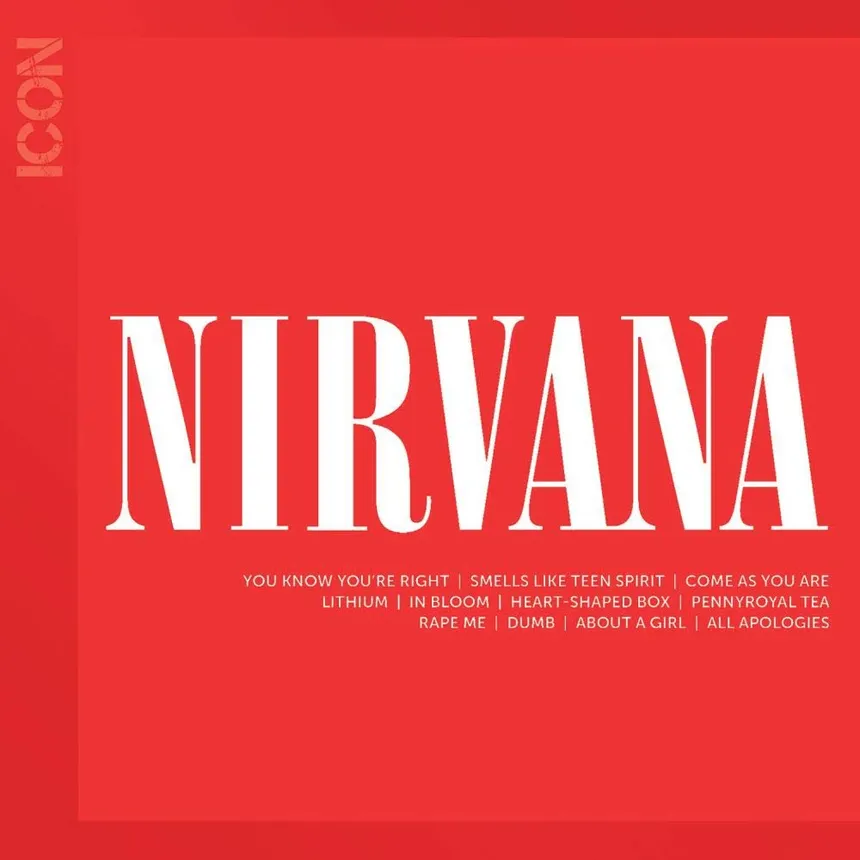 ICON
NIRVANA
YOU KNOW YOU'RE RIGHT | SMELLS LIKE TEEN SPIRIT | COME AS YOU ARE
LITHIUM | IN BLOOM | HEART-SHAPED BOX | PENNYROYAL TEA
RAPE ME | DUMB | ABOUT A GIRL | ALL APOLOGIES